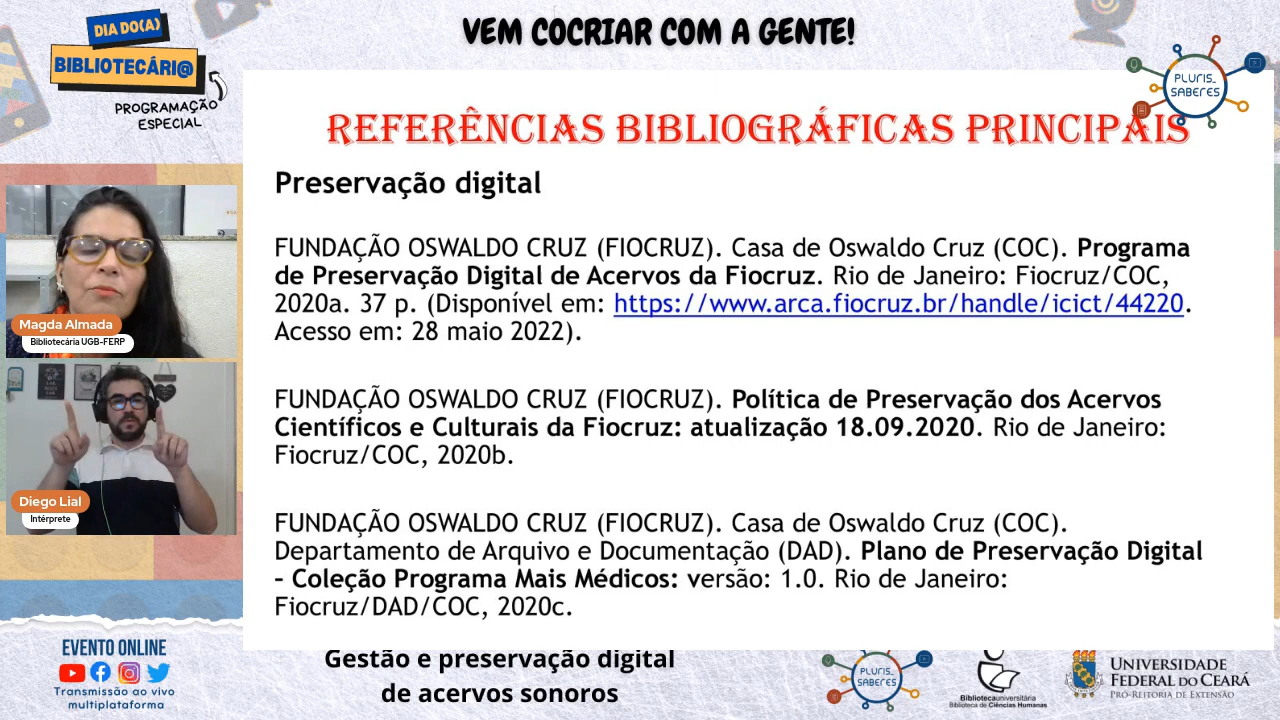 DIA DO(A)
BIBLIOTECÁRI@
PROGRAMAÇÃO
ESPECIAL
VEM COCRIAR COM A GENTE!
PLURIS_
SABERES
REFERÊNCIAS BIBLIOGRÁFICAS PRINCIPAIS
Preservação digital
FUNDAÇÃO OSWALDO CRUZ (FIOCRUZ). Casa de Oswaldo Cruz (COC). Programa
de Preservação Digital de Acervos da Fiocruz. Rio de Janeiro: Fiocruz/COC,
2020a. 37 p. (Disponível em: https://www.arca.fiocruz.br/handle/icict/44220.
Acesso em: 28 maio 2022).
FUNDAÇÃO OSWALDO CRUZ (FIOCRUZ). Política de Preservação dos Acervos
Científicos e Culturais da Fiocruz: atualização 18.09.2020. Rio de Janeiro:
Fiocruz/COC, 2020b.
FUNDAÇÃO OSWALDO CRUZ (FIOCRUZ). Casa de Oswaldo Cruz (COC).
Departamento de Arquivo e Documentação (DAD). Plano de Preservação Digital
– Coleção Programa Mais Médicos: versão: 1.0. Rio de Janeiro:
Fiocruz/DAD/COC, 2020c.
Magda Almada
Bibliotecária UGB-FERP
Diego Lial
Intérprete
EVENTO ONLINE
Transmissão ao vivo
multiplataforma
Gestão e preservação digital
de acervos sonoros
PLURIS_
SABERES
Bibliotecauniversitária
Biblioteca de Ciências Humanas
UNIVERSIDADE
FEDERAL DO CEARÁ
PRÓ-REITORIA DE EXTENSÃO